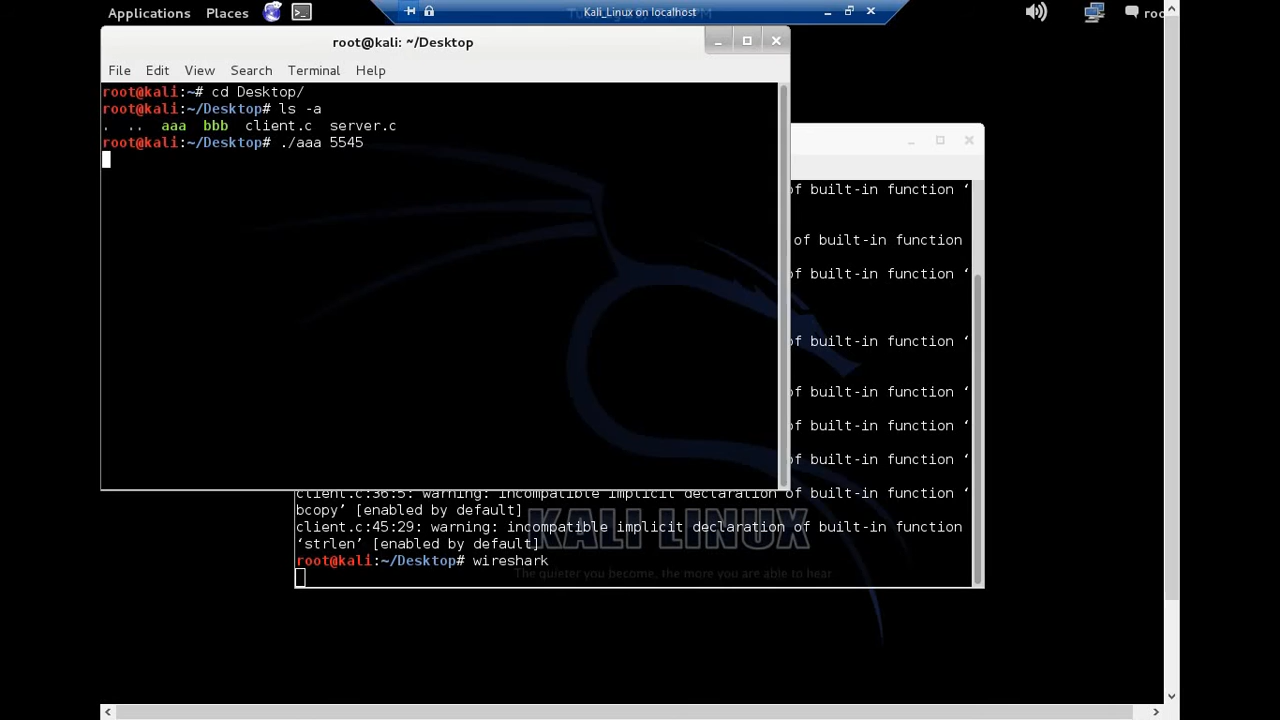 Applications Places
Kali_Linux on localhost
roo
root@kali: ~/Desktop
File Edit View Search Terminal Help
root@kali:~# cd Desktop/
root@kali:~/Desktop# ls -a
. .. aaa bbb client.c server.c
root@kali:~/Desktop# ./aaa 5545
of built-in function ‘
of built-in function
of built-in function ‘
of built-in function ‘
of built-in function ‘
of built-in function ‘
of built-in function ‘
client.c:36:5: warning: incompatible implicit declaration of built-in function ‘
bcopy’ [enabled by default]
client.c:45:29: warning: incompatible implicit declaration of built-in function
‘strlen’ [enabled by default]
root@kali:~/Desktop# wireshark
KALI LINUX
The quieter you become, the more you are able to hear